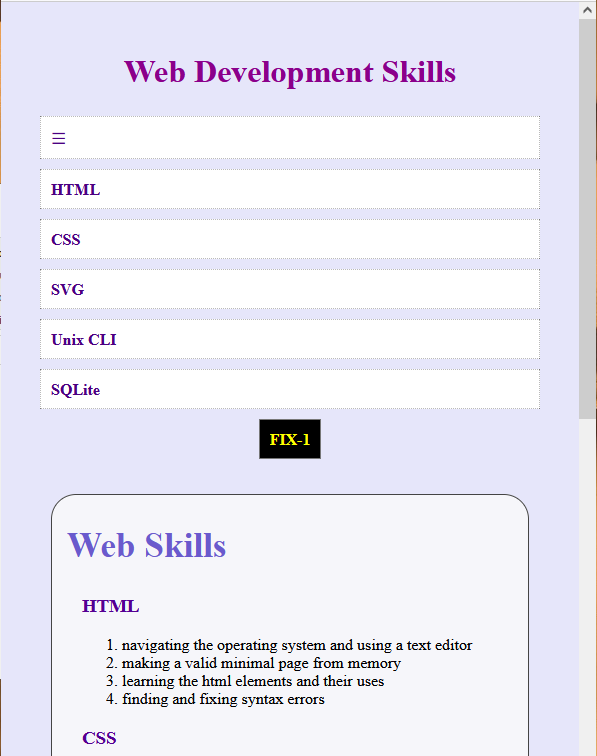 Web Development Skills
☰
HTML
CSS
SVG
Unix CLI
SQLite
FIX-1
Web Skills
HTML
1. navigating the operating system and using a text editor
2. making a valid minimal page from memory
3. learning the html elements and their uses
4. finding and fixing syntax errors
CSS